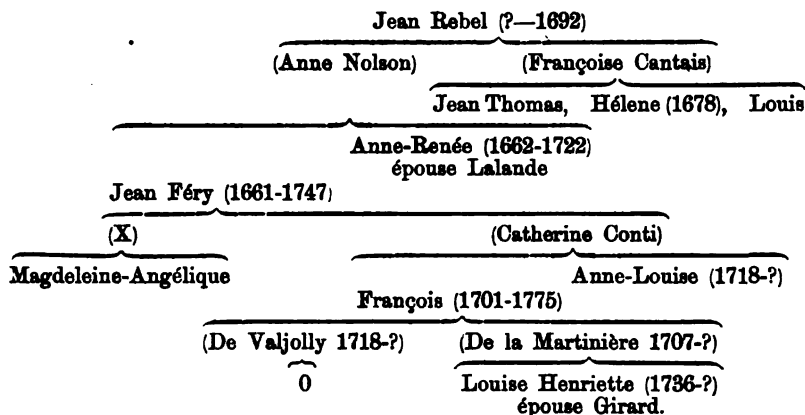 Jean Rebel (?—1692)
(Anne Nolson) (Françoise Cantais)
Jean Thomas, Hélene (1678), Louis
Anne-Renée (1662-1722)
épouse Lalande
Jean Féry (1661-1747)
(X) (Catherine Conti)
Magdeleine-Angélique Anne-Louise (1718-?)
François (1701-1775)
(De Valjolly 1718-?) (De la Martinière 1707-?)
0 Louise Henriette (1736-?)
épouse Girard.